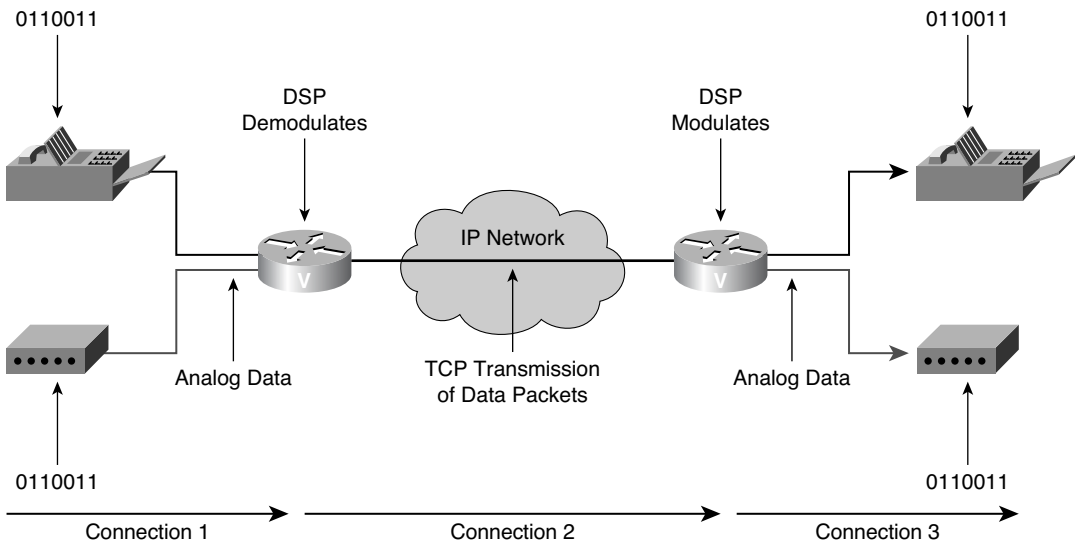 0110011
0110011
DSP
Demodulates
DSP
Modulates
IP Network
V
V
Analog Data
TCP Transmission
of Data Packets
Analog Data
0110011
0110011
Connection 1
Connection 2
Connection 3